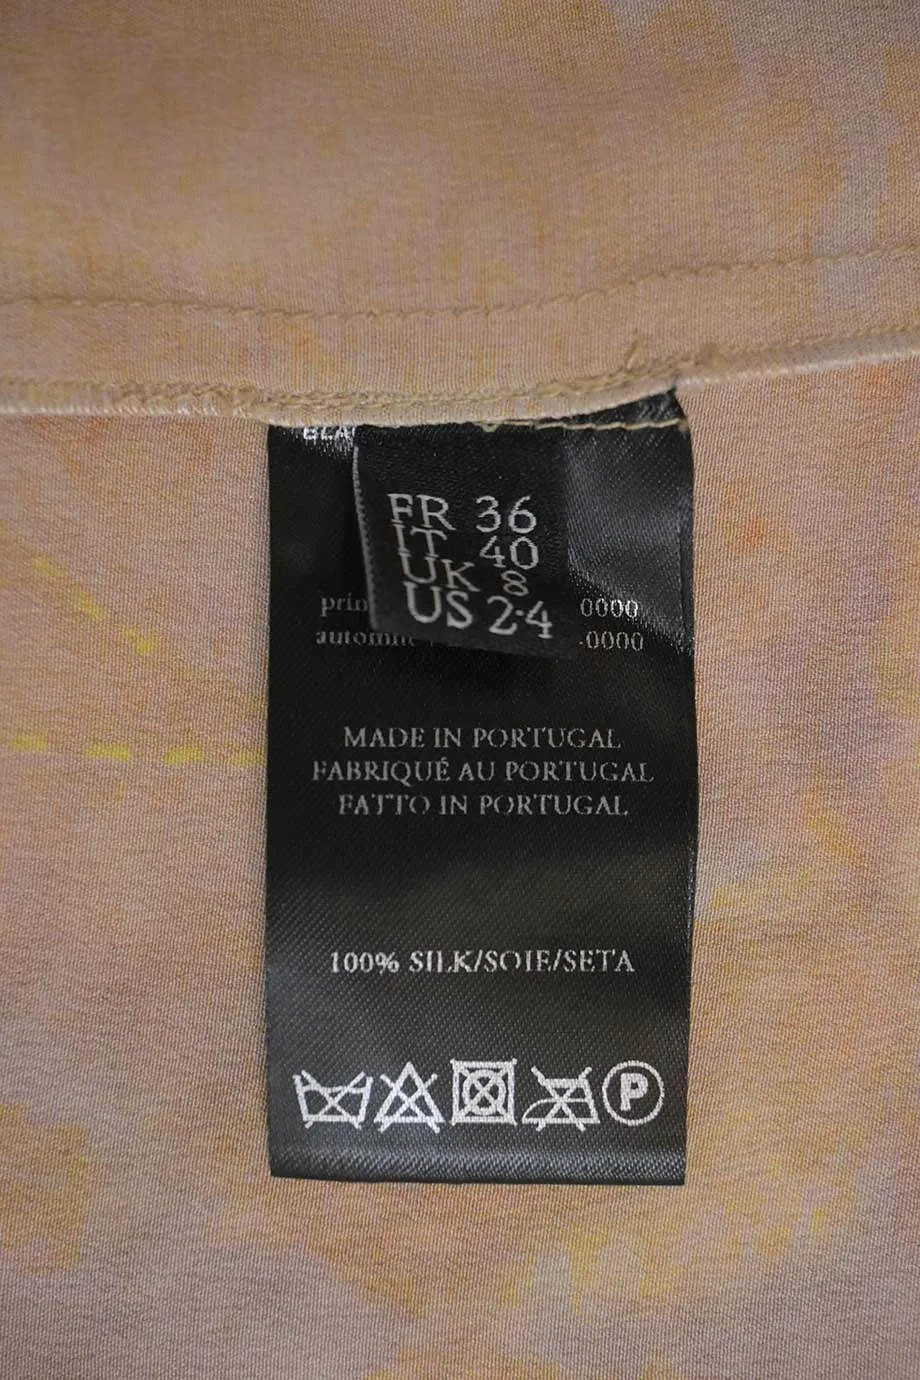 FR 36
IT 40
UK 8
US 2-4
0000
-0000
MADE IN PORTUGAL
FABRIQUÉ AU PORTUGAL
FATTO IN PORTUGAL
100% SILK/SOIE/SETA
P